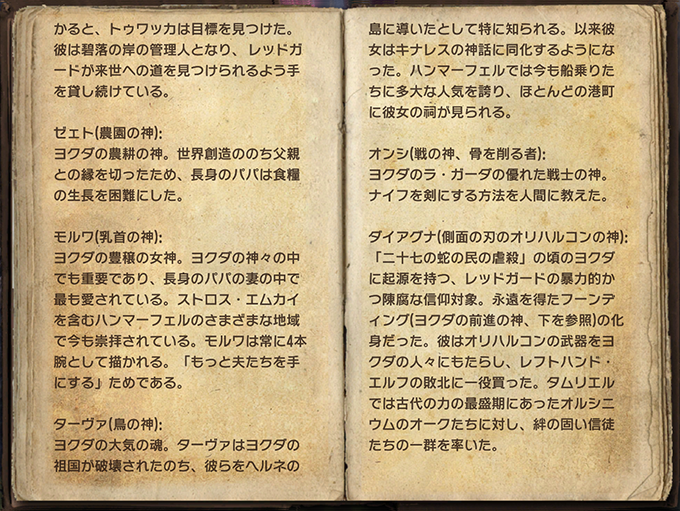 かると、トゥワッカは目標を見つけた。
彼は碧落の岸の管理人となり、レッドガ
ードが来世への道を見つけられるよう手
を貸し続けている。
ゼェト(農園の神):
ヨクダの農耕の神。世界創造ののち父親
との縁を切ったため、長身のパパは食糧
の生長を困難にした。
モルワ(乳首の神):
ヨクダの豊穣の女神。ヨクダの神々の中
でも重要であり、長身のパパの妻の中で
最も愛されている。ストロス・エムカイ
を含むハンマーフェルのさまざまな地域
で今も崇拝されている。モルワは常に4本
腕として描かれる。「もっと夫たちを手
にする」ためである。
ターヴァ(鳥の神):
ヨクダの大気の魂。ターヴァはヨクダの
祖国が破壊されたのち、彼らをヘルネの
島に導いたとして特に知られる。以来彼
女はキナレスの神話に同化するようにな
った。ハンマーフェルでは今も船乗りた
ちに多大な人気を誇り、ほとんどの港町
に彼女の祠が見られる。
オンシ(戦の神、骨を削る者):
ヨクダのラ・ガーダの優れた戦士の神。
ナイフを剣にする方法を人間に教えた。
ダイアグナ(側面の刃のオリハルコンの神):
「二十七の蛇の民の虐殺」の頃のヨクダ
に起源を持つ、レッドガードの暴力的か
つ陳腐な信仰対象。永遠を得たフーンデ
ィング(ヨクダの前進の神、下を参照)の化
身だった。彼はオリハルコンの武器をヨ
クダの人々にもたらし、レフトハンド・
エルフの敗北に一役買った。タムリエル
では古代の力の最盛期にあったオルシニ
ウムのオークたちに対し、絆の固い信徒
たちの一群を率いた。